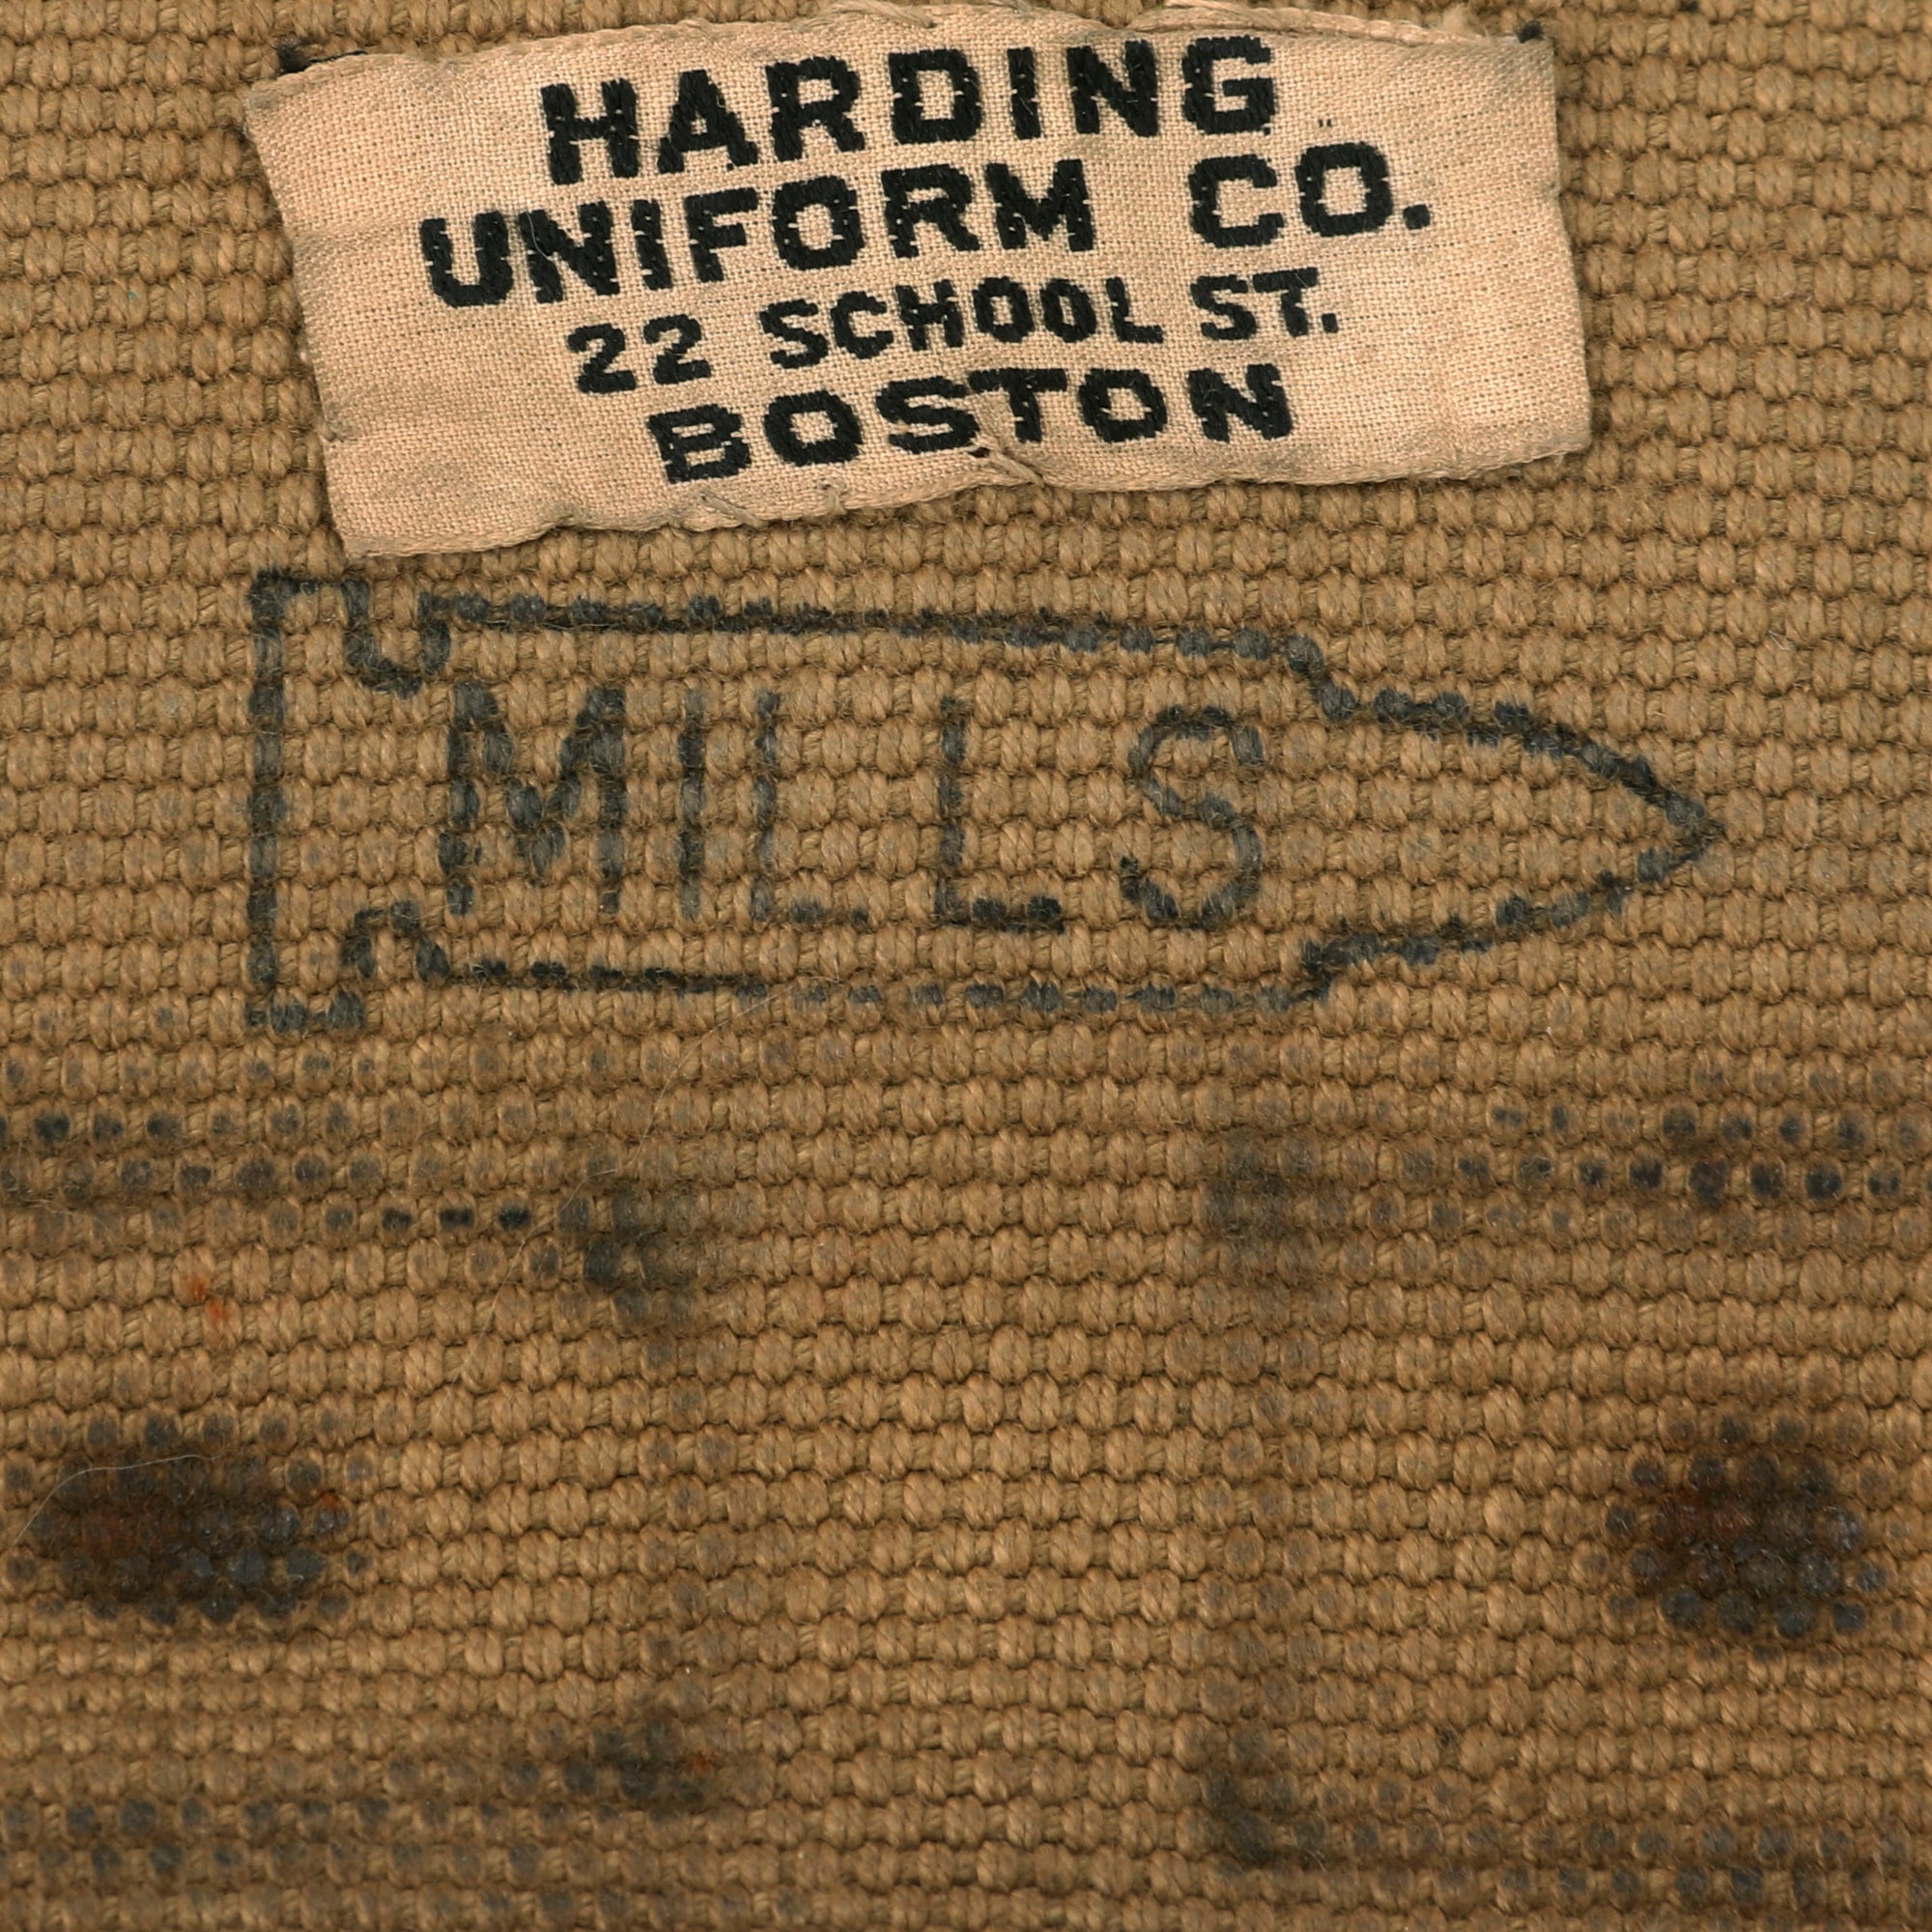 HARDING
UNIFORM CO.
22 SCHOOL ST.
BOSTON
MILLS